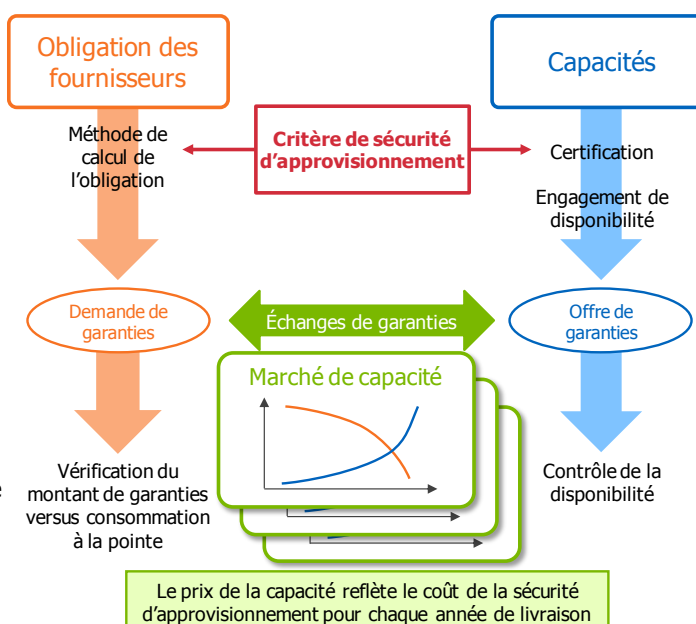 Obligation des
fournisseurs
Capacités
Méthode de
calcul de
l'obligation
Critère de sécurité
d'approvisionnement
Certification
Engagement de
disponibilité
Demande de
garanties
Échanges de garanties
Offre de
garanties
Marché de capacité
Vérification du
montant de garanties
versus consommation
à la pointe
Contrôle de la
disponibilité
Le prix de la capacité reflète le coût de la sécurité
d'approvisionnement pour chaque année de livraison